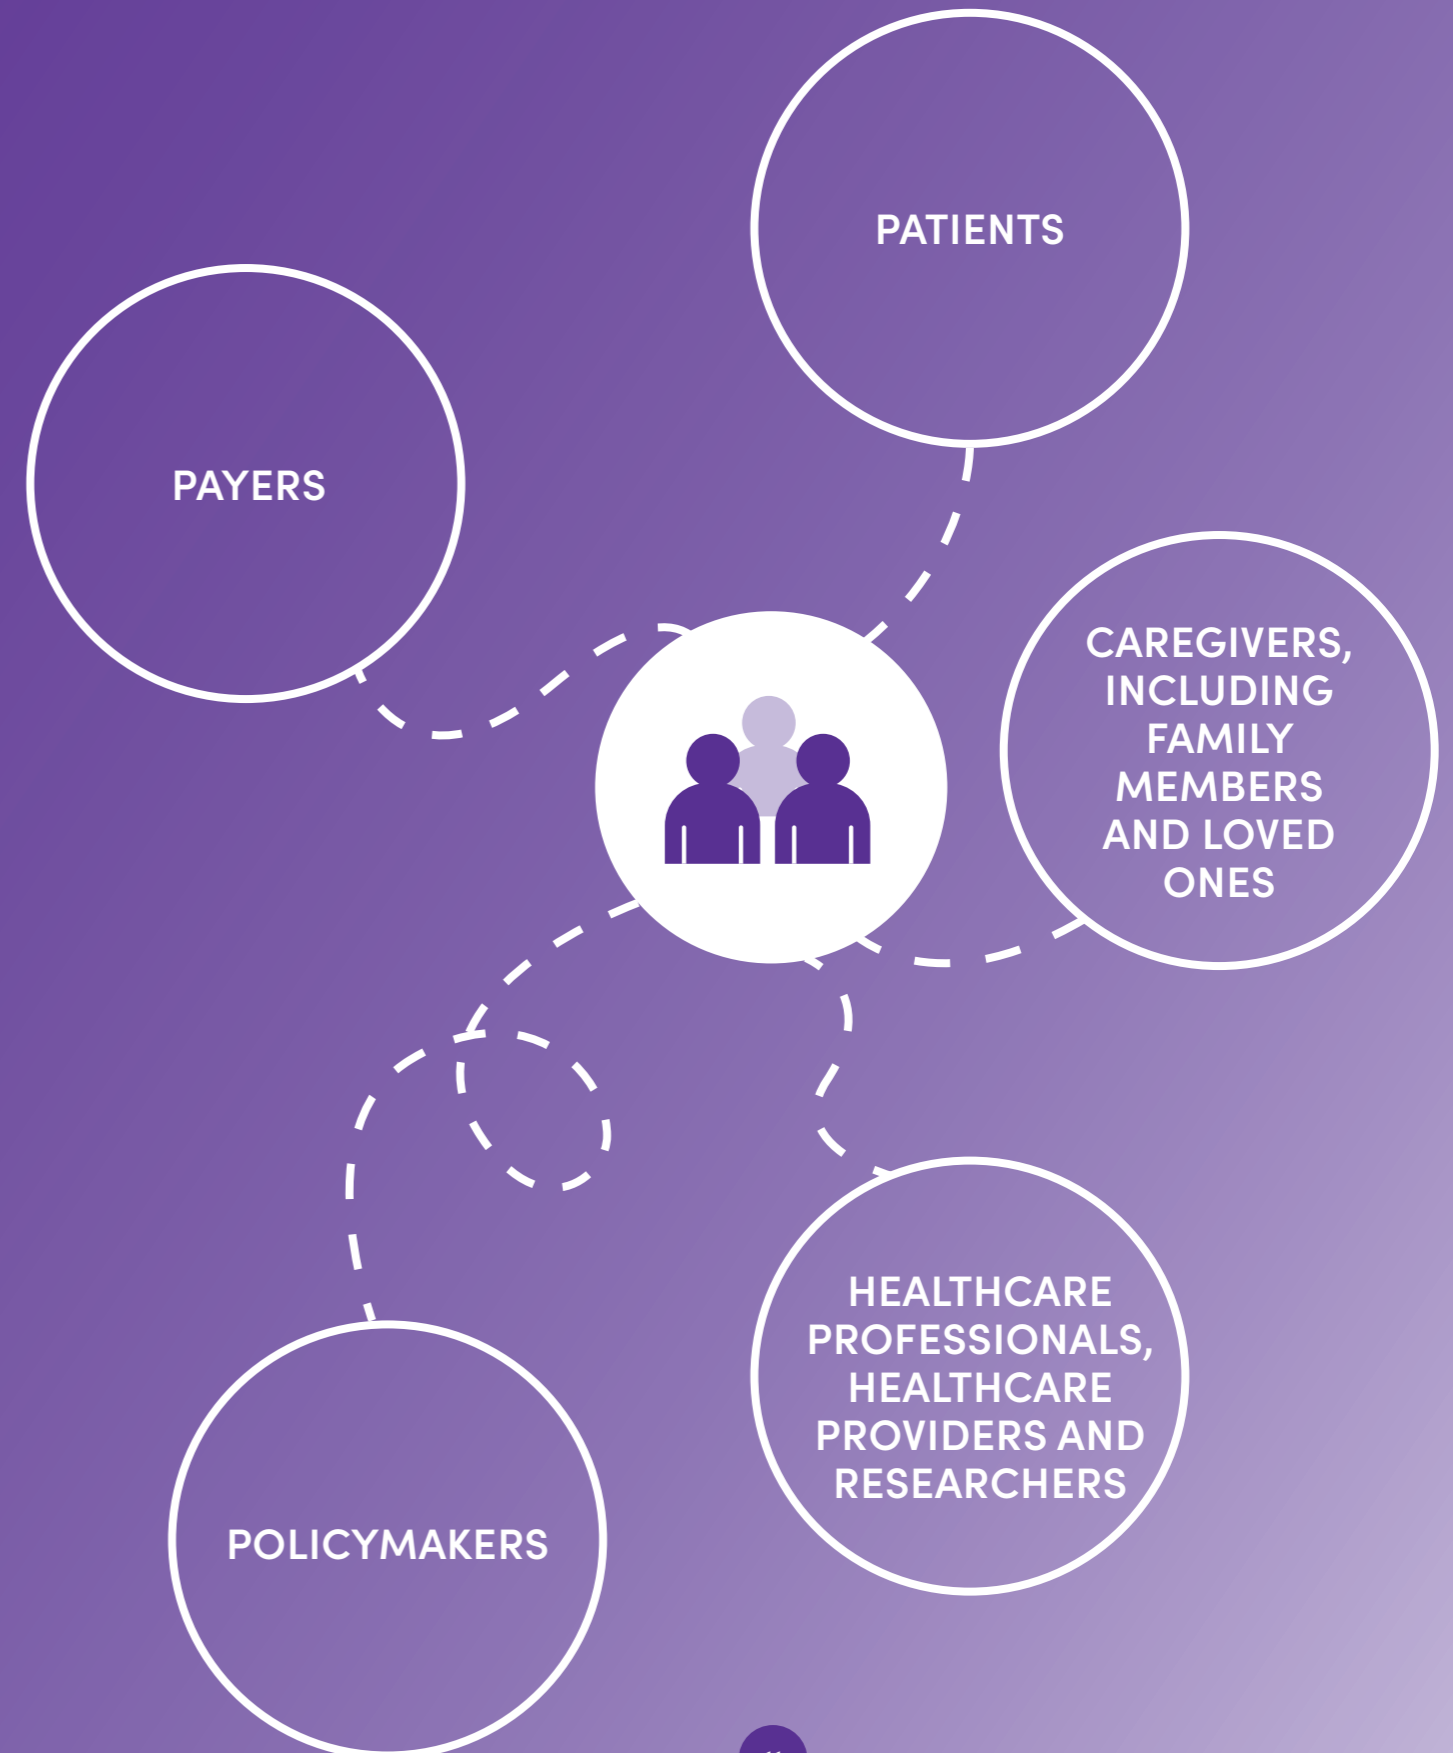 PATIENTS
PAYERS
CAREGIVERS,
INCLUDING
FAMILY
MEMBERS
AND LOVED
ONES
HEALTHCARE
PROFESSIONALS,
HEALTHCARE
PROVIDERS AND
RESEARCHERS
POLICYMAKERS